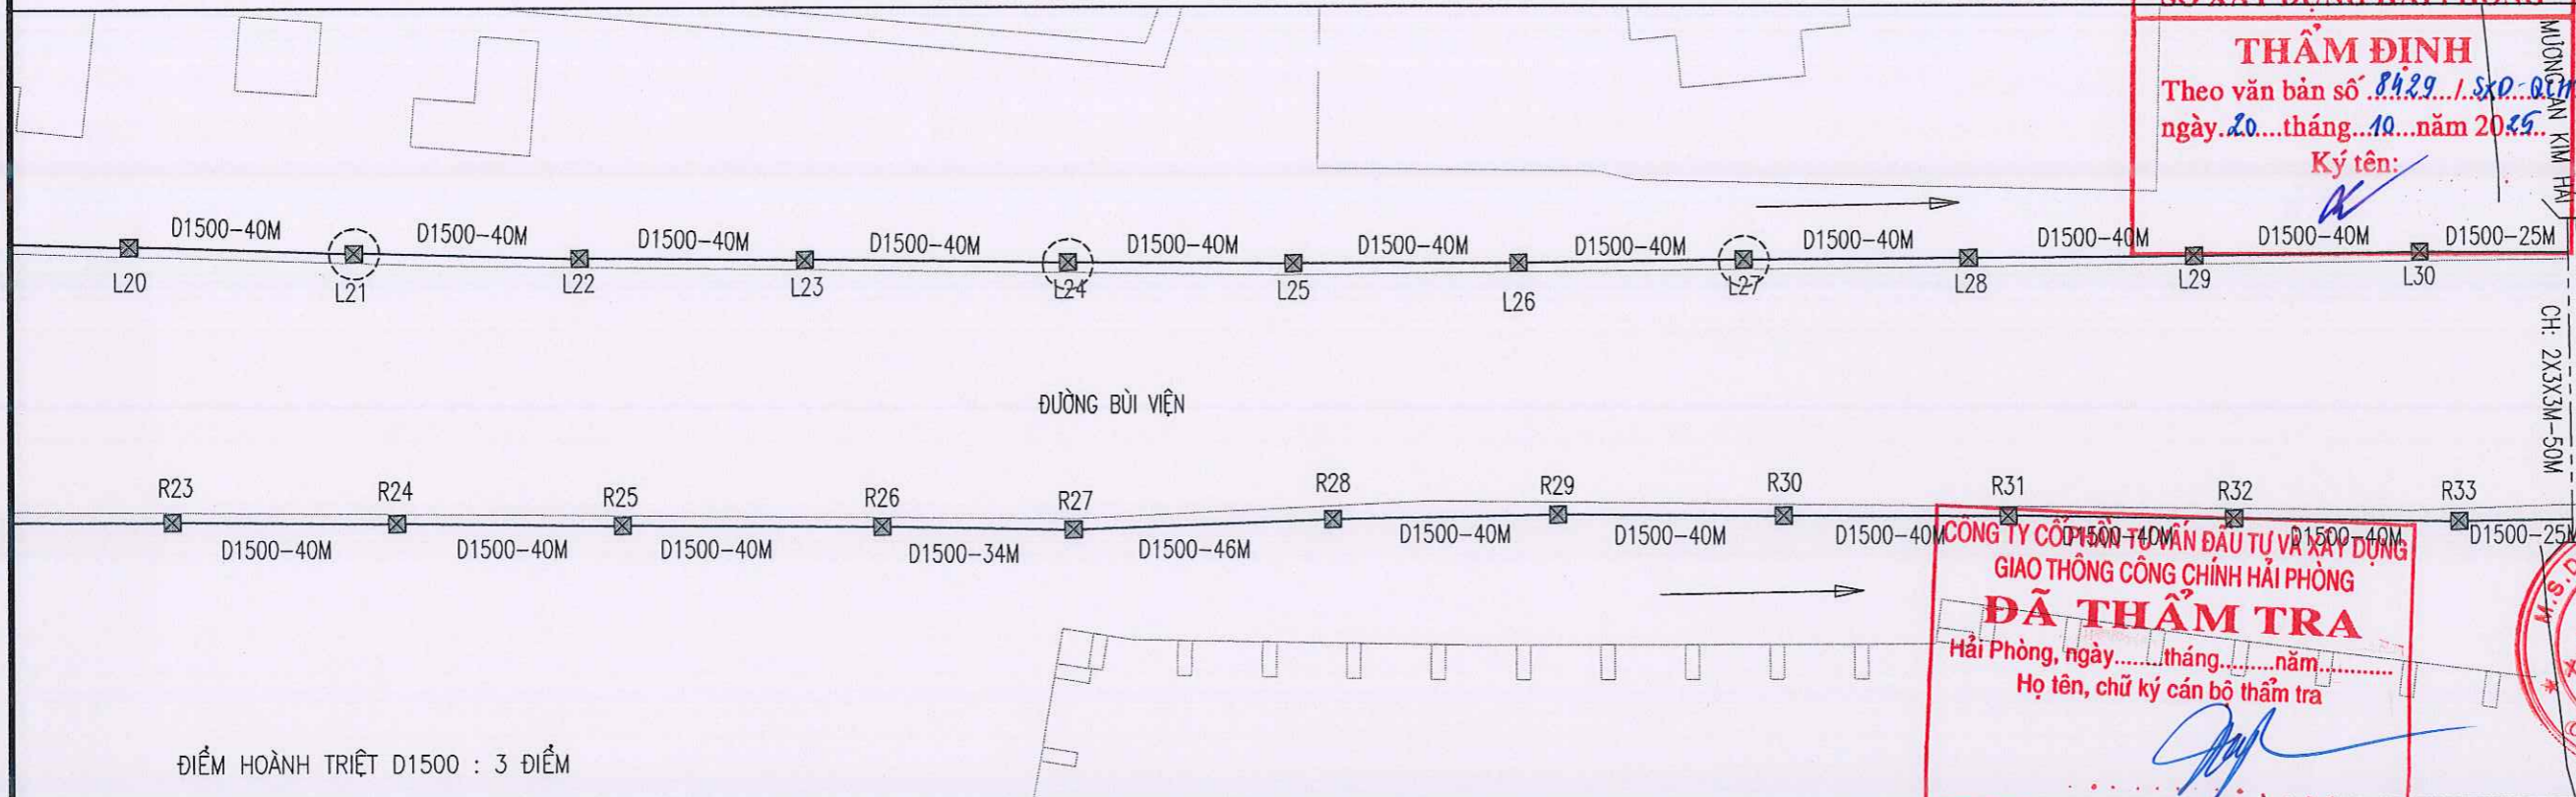 SỞ XÂY DỰNG HẢI PHÒNG
THẨM ĐỊNH
Theo văn bản số 8429 / SXD-QLH
ngày 20 tháng 10 năm 2025
Ký tên:
MƯƠNG AN KIM HẢI
D1500-40M D1500-40M D1500-40M D1500-40M D1500-40M D1500-40M D1500-40M D1500-40M D1500-40M D1500-40M D1500-25M
L20 L21 L22 L23 L24 L25 L26 L27 L28 L29 L30
CH: 2X3X3M-50M
ĐƯỜNG BÙI VIỆN
R23 R24 R25 R26 R27 R28 R29 R30 R31 R32 R33
D1500-40M D1500-40M D1500-40M D1500-34M D1500-46M D1500-40M D1500-40M D1500-40M D1500-40M D1500-40M D1500-25M
CÔNG TY CỔ PHẦN TƯ VẤN ĐẦU TƯ VÀ XÂY DỰNG
GIAO THÔNG CÔNG CHÍNH HẢI PHÒNG
ĐÃ THẨM TRA
Hải Phòng, ngày........tháng........năm..........
Họ tên, chữ ký cán bộ thẩm tra
M.S.D
ĐIỂM HOÀNH TRIỆT D1500 : 3 ĐIỂM